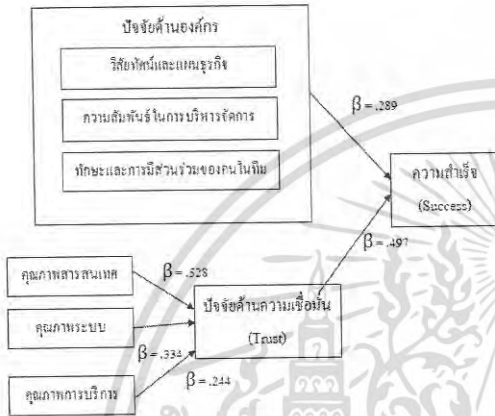 ปัจจัยด้านองค์กร
วิสัยทัศน์และแผนธุรกิจ
ความสัมพันธ์ในการบริหารจัดการ
ทักษะและการมีส่วนร่วมของคนในทีม
β = .289
ความสำเร็จ
(Success)
β = .497
คุณภาพสารสนเทศ
β = .528
คุณภาพระบบ
ปัจจัยด้านความเชื่อมั่น
(Trust)
β = .334
คุณภาพการบริการ
β = .244